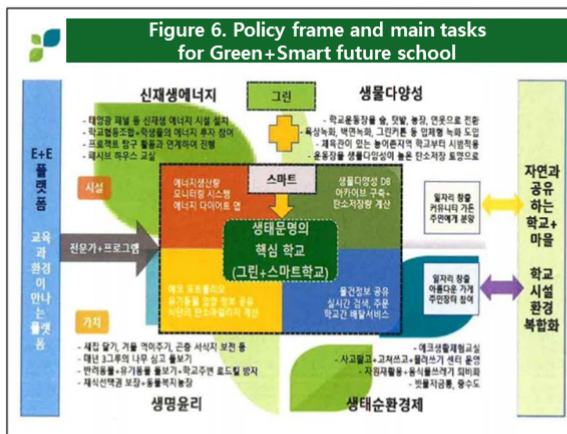 Figure 6. Policy frame and main tasks
for Green+Smart future school
신재생에너지
그린
생물다양성
- 태양광 패널 등 신재생 에너지 시설 설치
- 학교협동조합+학생들의 에너지 투자 참여
- 프로젝트 탐구 활동과 연계하여 진행
- 패시브 하우스 교실
- 학교운동장을 숲, 텃밭, 농장, 연못으로 전환
- 옥상녹화, 벽면녹화, 그린커튼 등 입체형 녹화 도입
- 체육관이 있는 농어촌지역 학교부터 시범적용
- 운동장을 생물다양성이 높은 탄소저장 토양으로
E+E
플랫폼
교육과 환경이 만나는 플랫폼
시설
전문가+프로그램
가치
에너지생산량
모니터링 시스템
에너지 다이어트 앱
스마트
생물다양성 DB
아카이브 구축+
탄소저장량 계산
생태문명의
핵심 학교
(그린+스마트학교)
에코 포트폴리오
유기동물 입양 정보 공유
식단의 탄소마일리지 계산
물건정보 공유
실시간 검색, 주문
학교간 배달서비스
일자리 창출
커뮤니티 가든
주민에게 분양
일자리 창출
아름다운 가게
주민장터 참여
자연과
공유
하는
학교+
마을
학교
시설
환경
복합화
- 새집 달기, 겨울 먹이주기, 곤충 서식지 보전 등
- 매년 3그루의 나무 심고 돌보기
- 반려동물+유기동물 돌보기+학교주변 로드킬 방지
- 채식선택권 보장+동물복지농장
- 에코생활체험교실
- 사고팔고+고쳐쓰고+물려쓰기 센터 운영
- 자원재활용+음식물쓰레기 퇴비화
- 빗물저금통, 중수도
생명윤리
생태순환경제